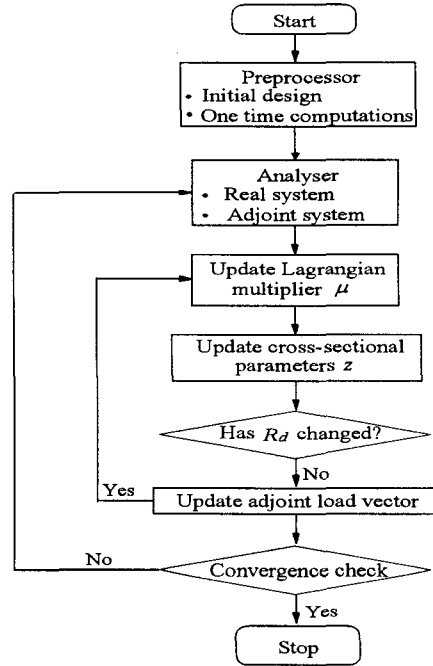 Start
Preprocessor
• Initial design
• One time computations
Analyser
• Real system
• Adjoint system
Update Lagrangian
multiplier μ
Update cross-sectional
parameters z
Has Rd changed?
No
Yes
Update adjoint load vector
No
Convergence check
Yes
Stop